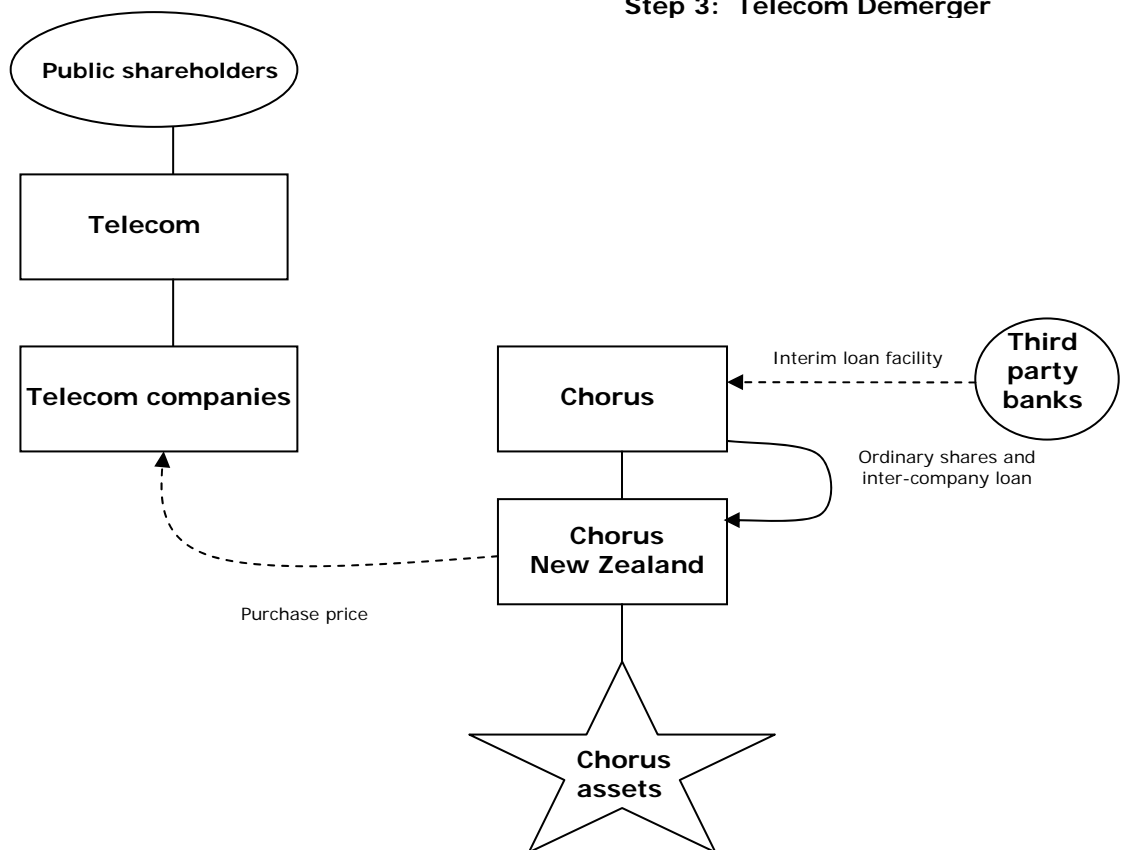 Step 3: Telecom Demerger
Public shareholders
Telecom
Telecom companies
Chorus
Interim loan facility
Third
party
banks
Ordinary shares and
inter-company loan
Chorus
New Zealand
Purchase price
Chorus
assets